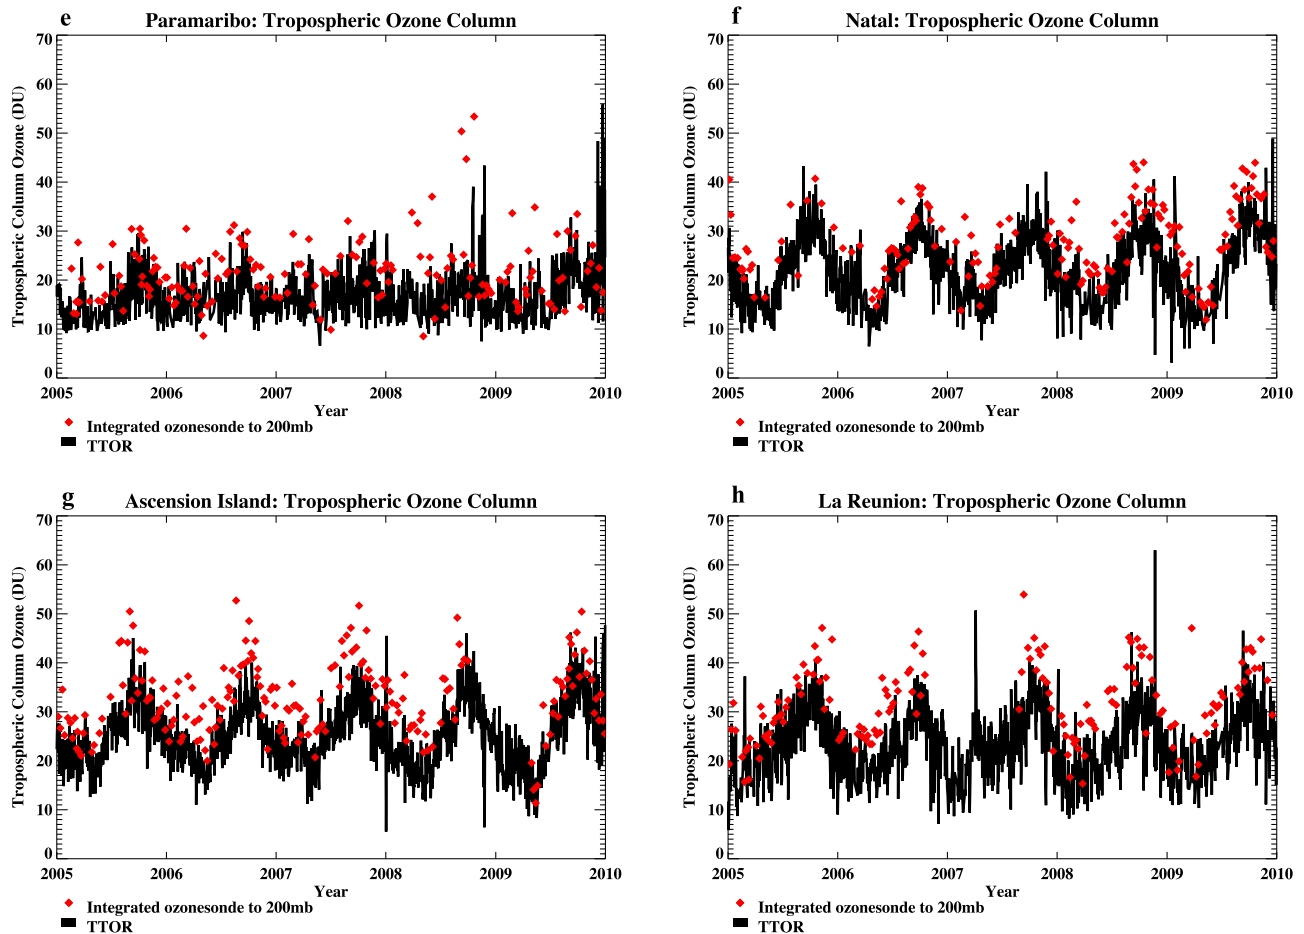 e
Paramaribo: Tropospheric Ozone Column
70
60
50
40
30
20
10
0
Tropospheric Column Ozone (DU)
2005 2006 2007 2008 2009 2010
Year
Integrated ozonesonde to 200mb
TTOR
f
Natal: Tropospheric Ozone Column
70
60
50
40
30
20
10
0
Tropospheric Column Ozone (DU)
2005 2006 2007 2008 2009 2010
Year
Integrated ozonesonde to 200mb
TTOR
g
Ascension Island: Tropospheric Ozone Column
70
60
50
40
30
20
10
0
Tropospheric Column Ozone (DU)
2005 2006 2007 2008 2009 2010
Year
Integrated ozonesonde to 200mb
TTOR
h
La Reunion: Tropospheric Ozone Column
70
60
50
40
30
20
10
0
Tropospheric Column Ozone (DU)
2005 2006 2007 2008 2009 2010
Year
Integrated ozonesonde to 200mb
TTOR